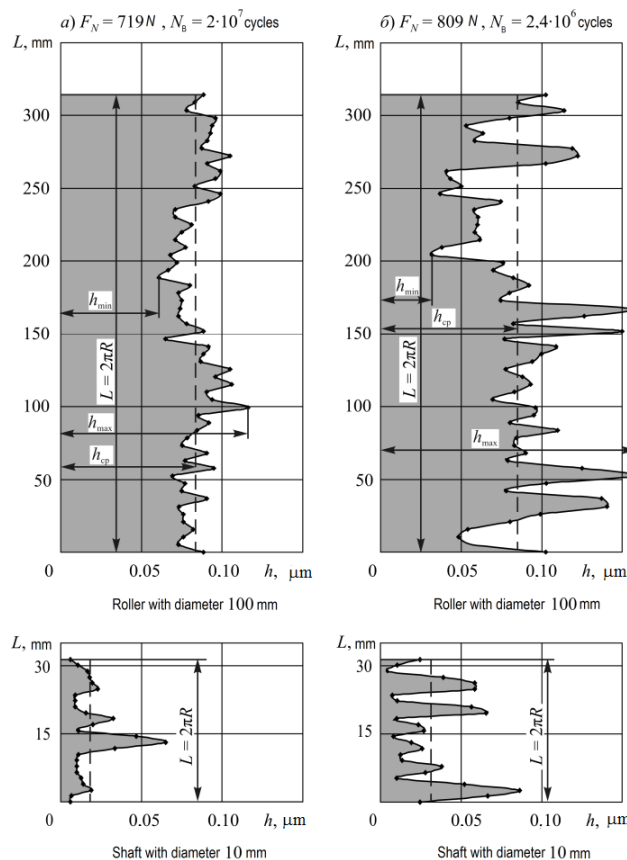 а) F_N = 719 N , N_B = 2·10⁷ cycles
б) F_N = 809 N , N_B = 2,4·10⁶ cycles
L, mm
300
250
200
150
100
50
0
0.05
0.10
h, µm
h_min
L = 2πR
h_max
h_cp
Roller with diameter 100 mm
L, mm
300
250
200
150
100
50
0
0.05
0.10
h, µm
h_min
h_cp
L = 2πR
h_max
Roller with diameter 100 mm
L, mm
30
15
0
0
0.05
0.10
h, µm
L = 2πR
Shaft with diameter 10 mm
L, mm
30
15
0
0
0.05
0.10
h, µm
L = 2πR
Shaft with diameter 10 mm